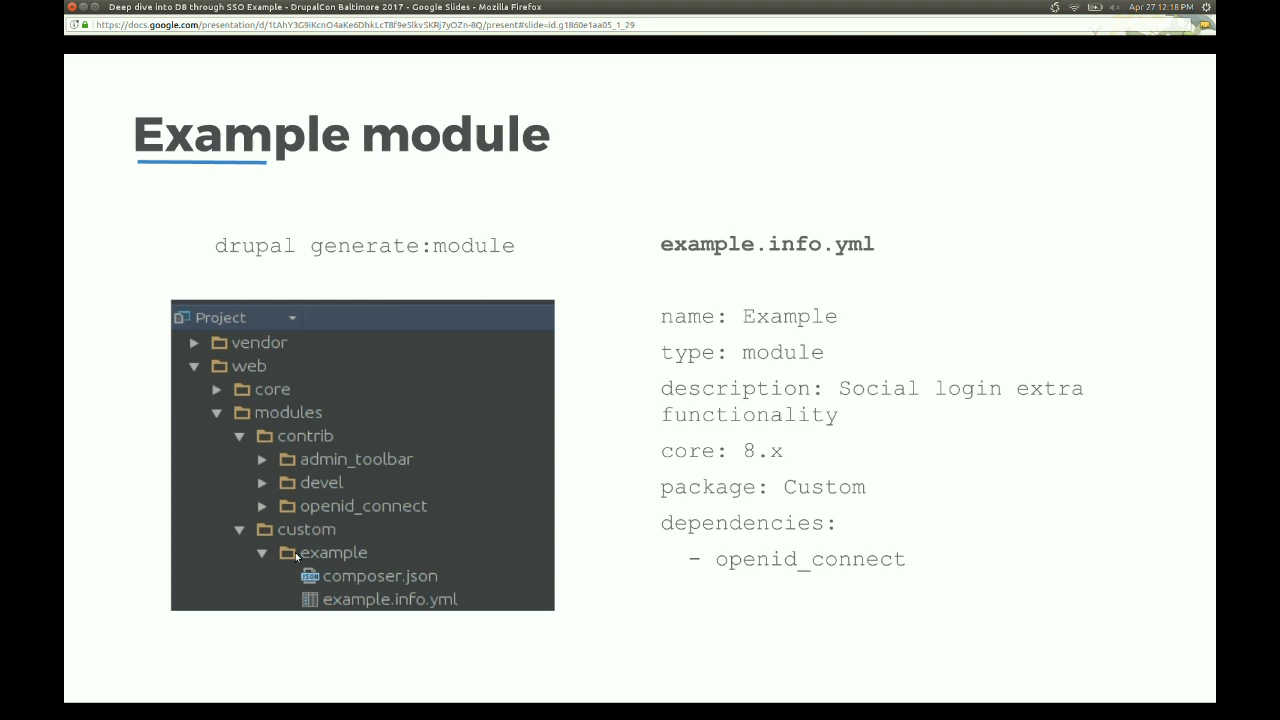 Deep dive into D8 through SSO Example - DrupalCon Baltimore 2017 - Google Slides - Mozilla Firefox
Apr 27 12:18 PM
Example module
drupal generate:module
Project
vendor
web
core
modules
contrib
admin_toolbar
devel
openid_connect
custom
example
composer.json
example.info.yml
example.info.yml
name: Example
type: module
description: Social login extra
functionality
core: 8.x
package: Custom
dependencies:
- openid_connect